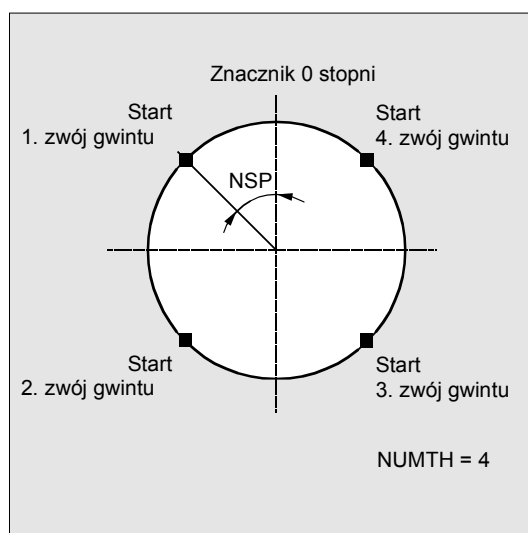 Znacznik 0 stopni
Start
1. zwój gwintu
Start
4. zwój gwintu
NSP
Start
2. zwój gwintu
Start
3. zwój gwintu
NUMTH = 4